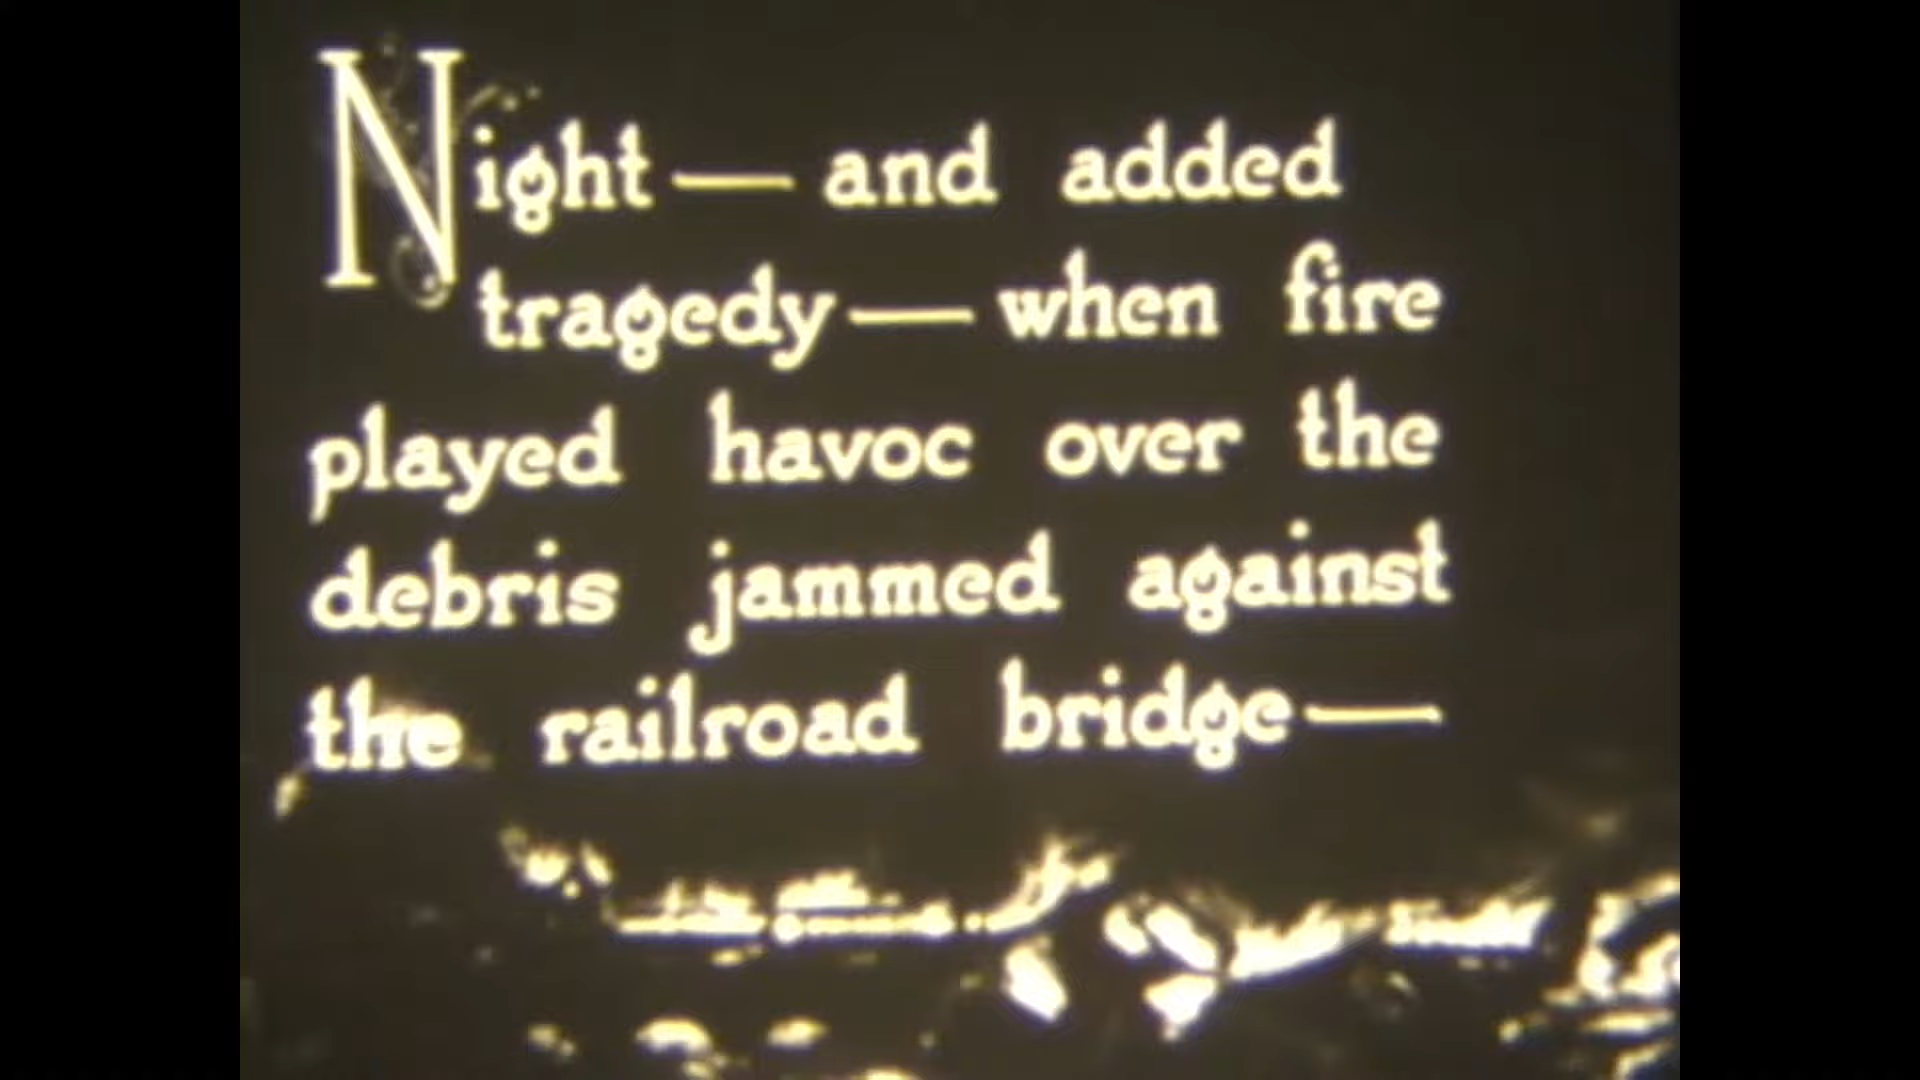 Night — and added
tragedy — when fire
played havoc over the
debris jammed against
the railroad bridge —